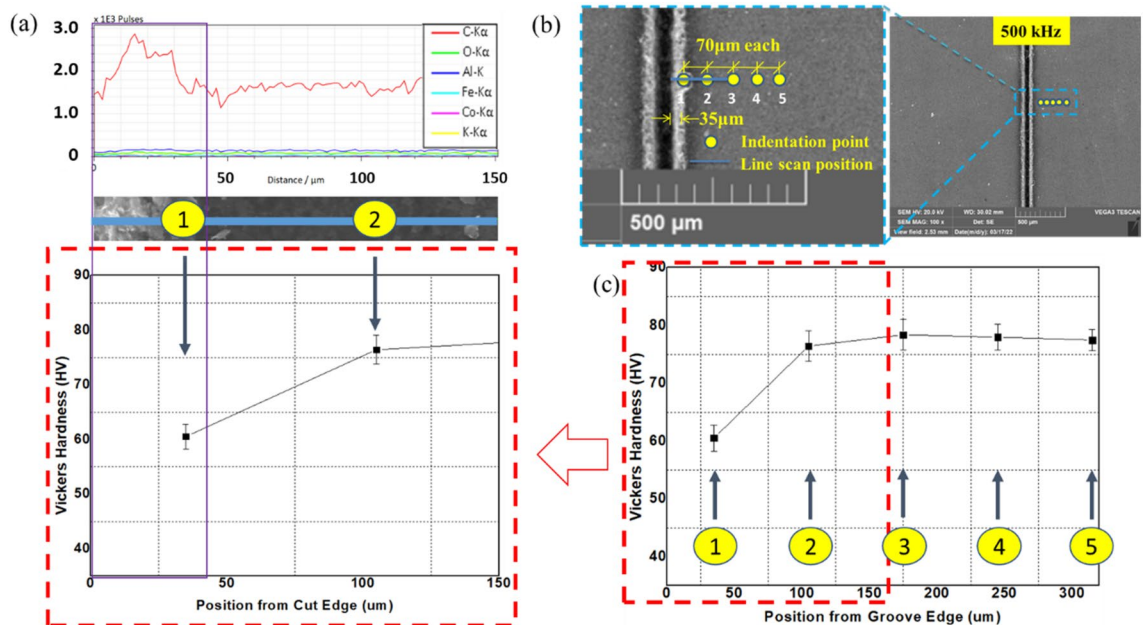 (a)
x 1E3 Pulses
3.0
2.0
1.0
0
C-Kα
O-Kα
Al-K
Fe-Kα
Co-Kα
K-Kα
50
100
150
Distance / µm
1
2
90
80
70
60
50
40
Vickers Hardness (HV)
0
50
100
150
Position from Cut Edge (um)
(b)
70µm each
1
2
3
4
5
35µm
Indentation point
Line scan position
500 µm
500 kHz
SEM HV: 20.0 kV
WD: 30.02 mm
VEGA3 TESCAN
SEM MAG: 100 x
Det: SE
500 µm
View field: 2.53 mm
Date(m/d/y): 03/17/22
(c)
90
80
70
60
50
40
Vickers Hardness (HV)
1
2
3
4
5
0
50
100
150
200
250
300
Position from Groove Edge (um)